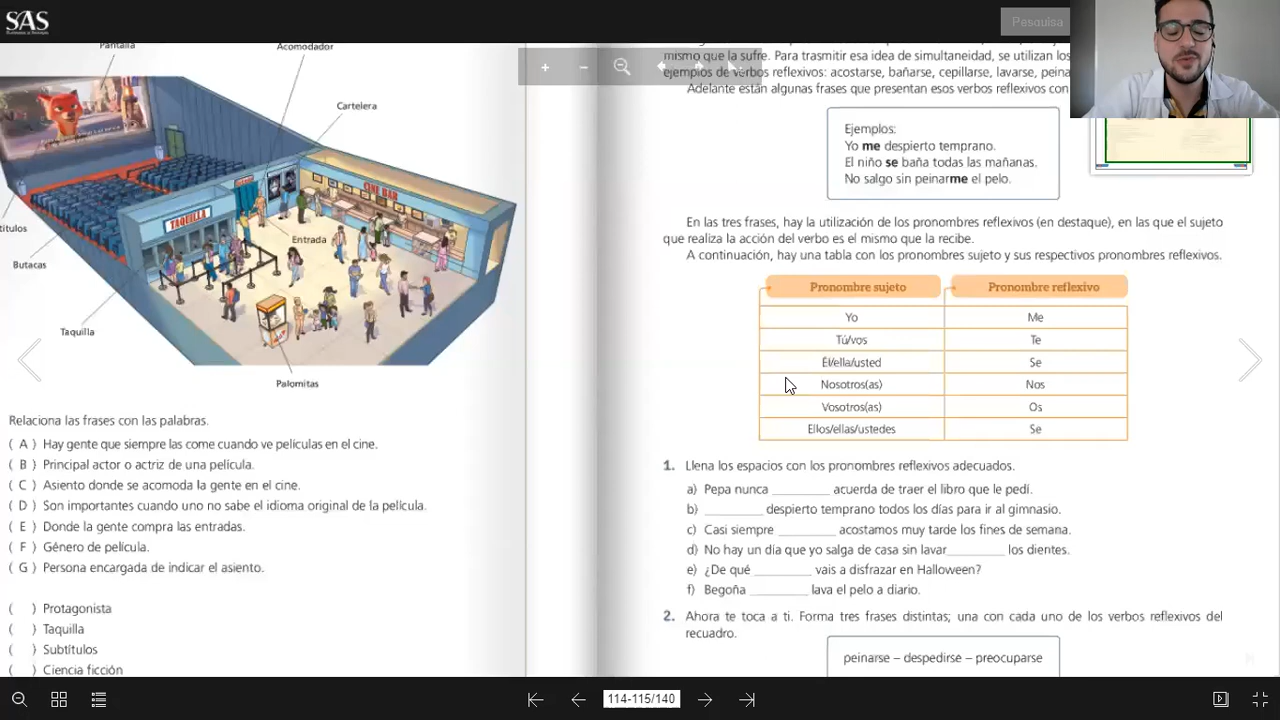 SAS
Pesquisa
Pantalla
Acomodador
Cartelera
CINE BAR
TAQUILLA
Entrada
títulos
Butacas
Taquilla
Palomitas
Relaciona las frases con las palabras.
( A ) Hay gente que siempre las come cuando ve películas en el cine.
( B ) Principal actor o actriz de una película.
( C ) Asiento donde se acomoda la gente en el cine.
( D ) Son importantes cuando uno no sabe el idioma original de la película.
( E ) Donde la gente compra las entradas.
( F ) Género de película.
( G ) Persona encargada de indicar el asiento.
( ) Protagonista
( ) Taquilla
( ) Subtítulos
( ) Ciencia ficción
mismo que la sufre. Para trasmitir esa idea de simultaneidad, se utilizan los
ejemplos de verbos reflexivos: acostarse, bañarse, cepillarse, lavarse, peina
Adelante están algunas frases que presentan esos verbos reflexivos con
Ejemplos:
Yo me despierto temprano.
El niño se baña todas las mañanas.
No salgo sin peinarme el pelo.
En las tres frases, hay la utilización de los pronombres reflexivos (en destaque), en las que el sujeto
que realiza la acción del verbo es el mismo que la recibe.
A continuación, hay una tabla con los pronombres sujeto y sus respectivos pronombres reflexivos.
Pronombre sujeto Pronombre reflexivo
Yo Me
Tú/vos Te
Él/ella/usted Se
Nosotros(as) Nos
Vosotros(as) Os
Ellos/ellas/ustedes Se
1. Llena los espacios con los pronombres reflexivos adecuados.
a) Pepa nunca ________ acuerda de traer el libro que le pedí.
b) ________ despierto temprano todos los días para ir al gimnasio.
c) Casi siempre ________ acostamos muy tarde los fines de semana.
d) No hay un día que yo salga de casa sin lavar________ los dientes.
e) ¿De qué ________ vais a disfrazar en Halloween?
f) Begoña ________ lava el pelo a diario.
2. Ahora te toca a ti. Forma tres frases distintas; una con cada uno de los verbos reflexivos del
recuadro.
peinarse – despedirse – preocuparse
114-115/140